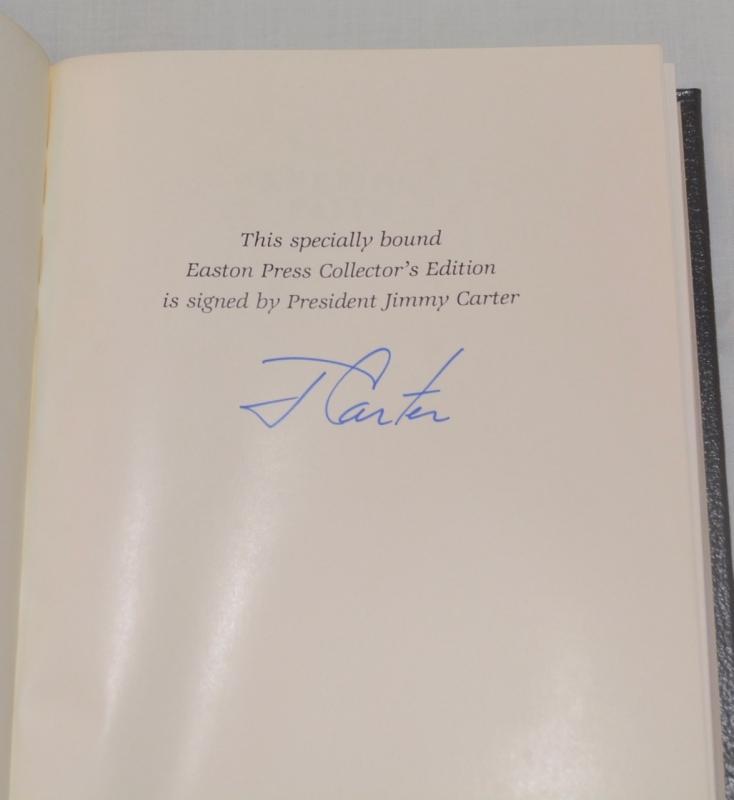 This specially bound
Easton Press Collector's Edition
is signed by President Jimmy Carter
J Carter